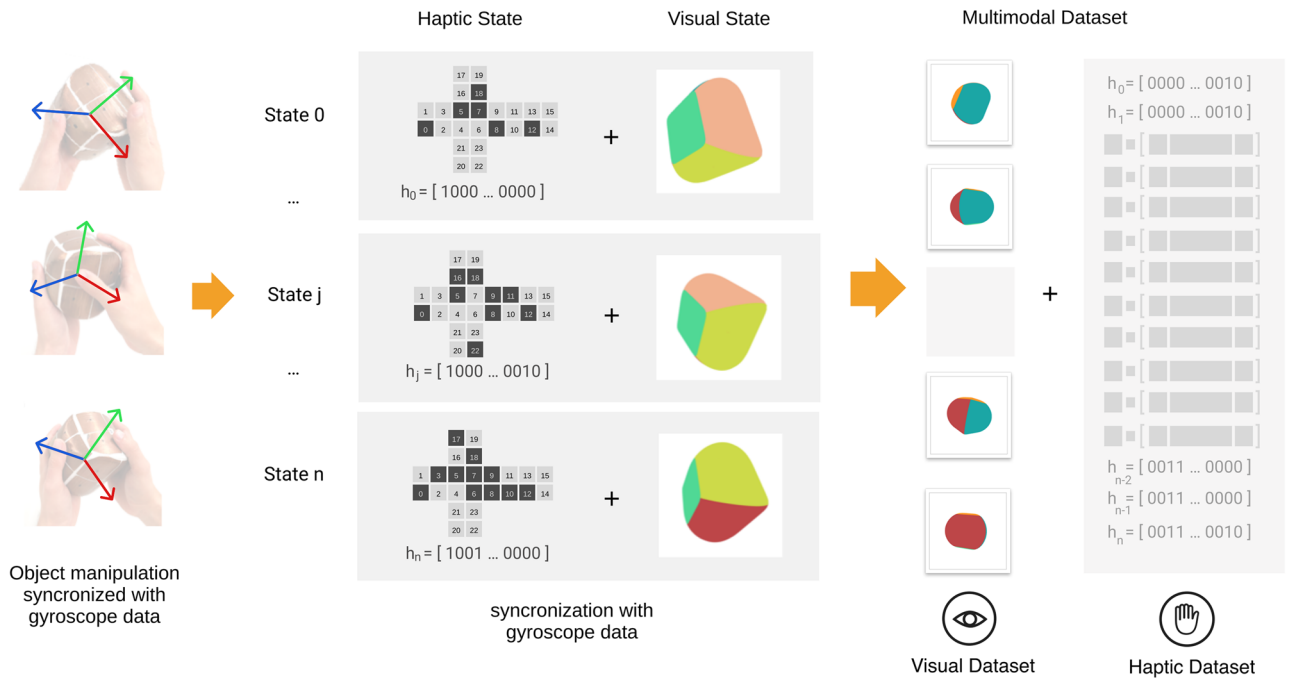 Haptic State
Visual State
Multimodal Dataset
State 0
17 19
16 18
1 3 5 7 9 11 13 15
0 2 4 6 8 10 12 14
21 23
20 22
h0 = [ 1000 ... 0000 ]
+
...
State j
17 19
16 18
1 3 5 7 9 11 13 15
0 2 4 6 8 10 12 14
21 23
20 22
hj = [ 1000 ... 0010 ]
+
...
State n
17 19
16 18
1 3 5 7 9 11 13 15
0 2 4 6 8 10 12 14
21 23
20 22
hn = [ 1001 ... 0000 ]
+
Object manipulation
syncronized with
gyroscope data
syncronization with
gyroscope data
+
h0 = [ 0000 ... 0010 ]
h1 = [ 0000 ... 0010 ]
hn-2 = [ 0011 ... 0000 ]
hn-1 = [ 0011 ... 0000 ]
hn = [ 0011 ... 0010 ]
Visual Dataset
Haptic Dataset